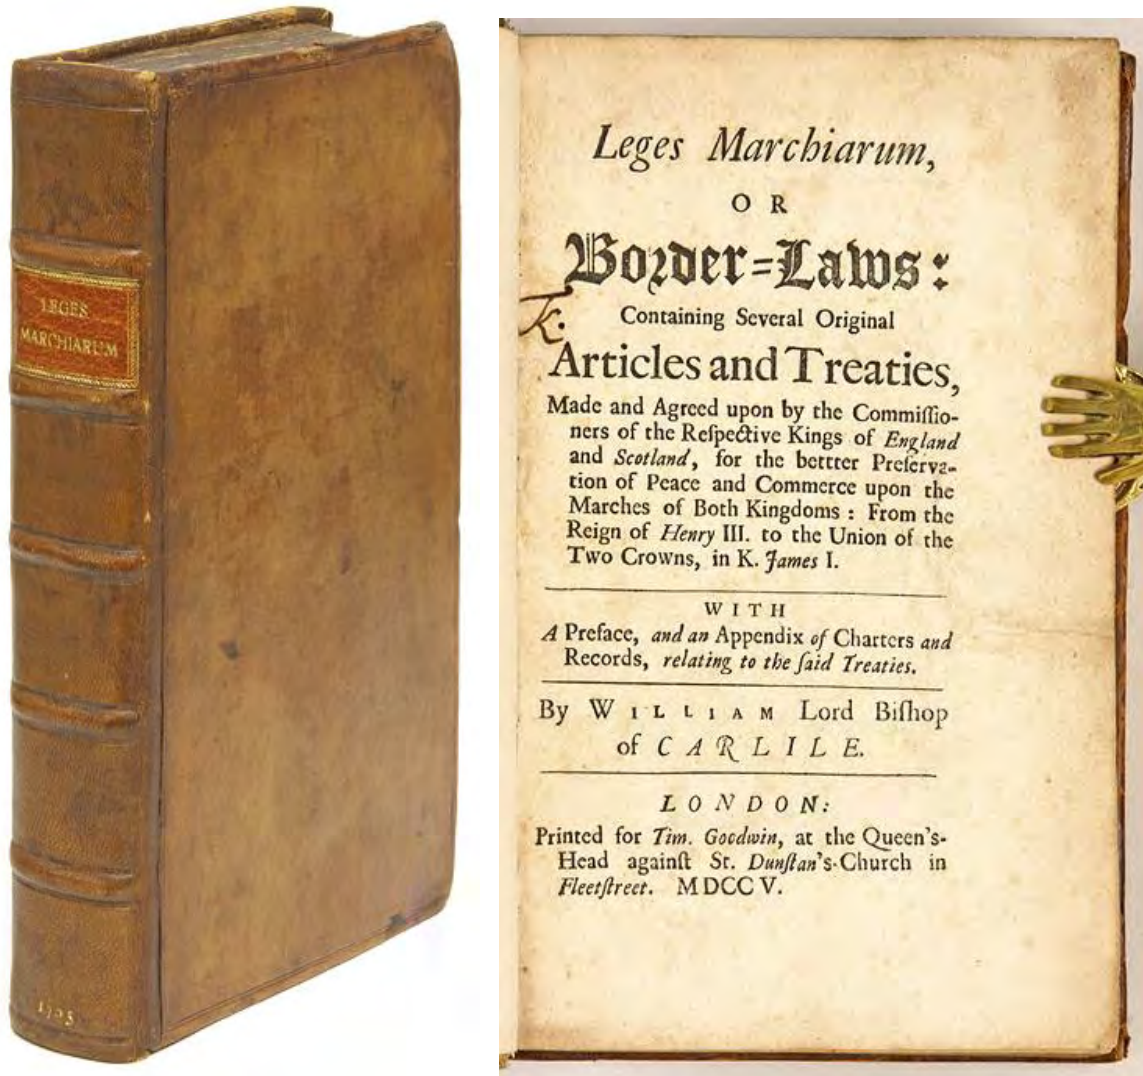 LEGES
MARCHIARUM
1705
Leges Marchiarum,
OR
Border=Laws:
K.
Containing Several Original
Articles and Treaties,
Made and Agreed upon by the Commiſſio-
ners of the Reſpective Kings of England
and Scotland, for the bettter Preſerva-
tion of Peace and Commerce upon the
Marches of Both Kingdoms: From the
Reign of Henry III. to the Union of the
Two Crowns, in K. James I.
WITH
A Preface, and an Appendix of Charters and
Records, relating to the ſaid Treaties.
By WILLIAM Lord Biſhop
of CARLILE.
LONDON:
Printed for Tim. Goodwin, at the Queen's-
Head againſt St. Dunſtan's-Church in
Fleetſtreet. MDCCV.